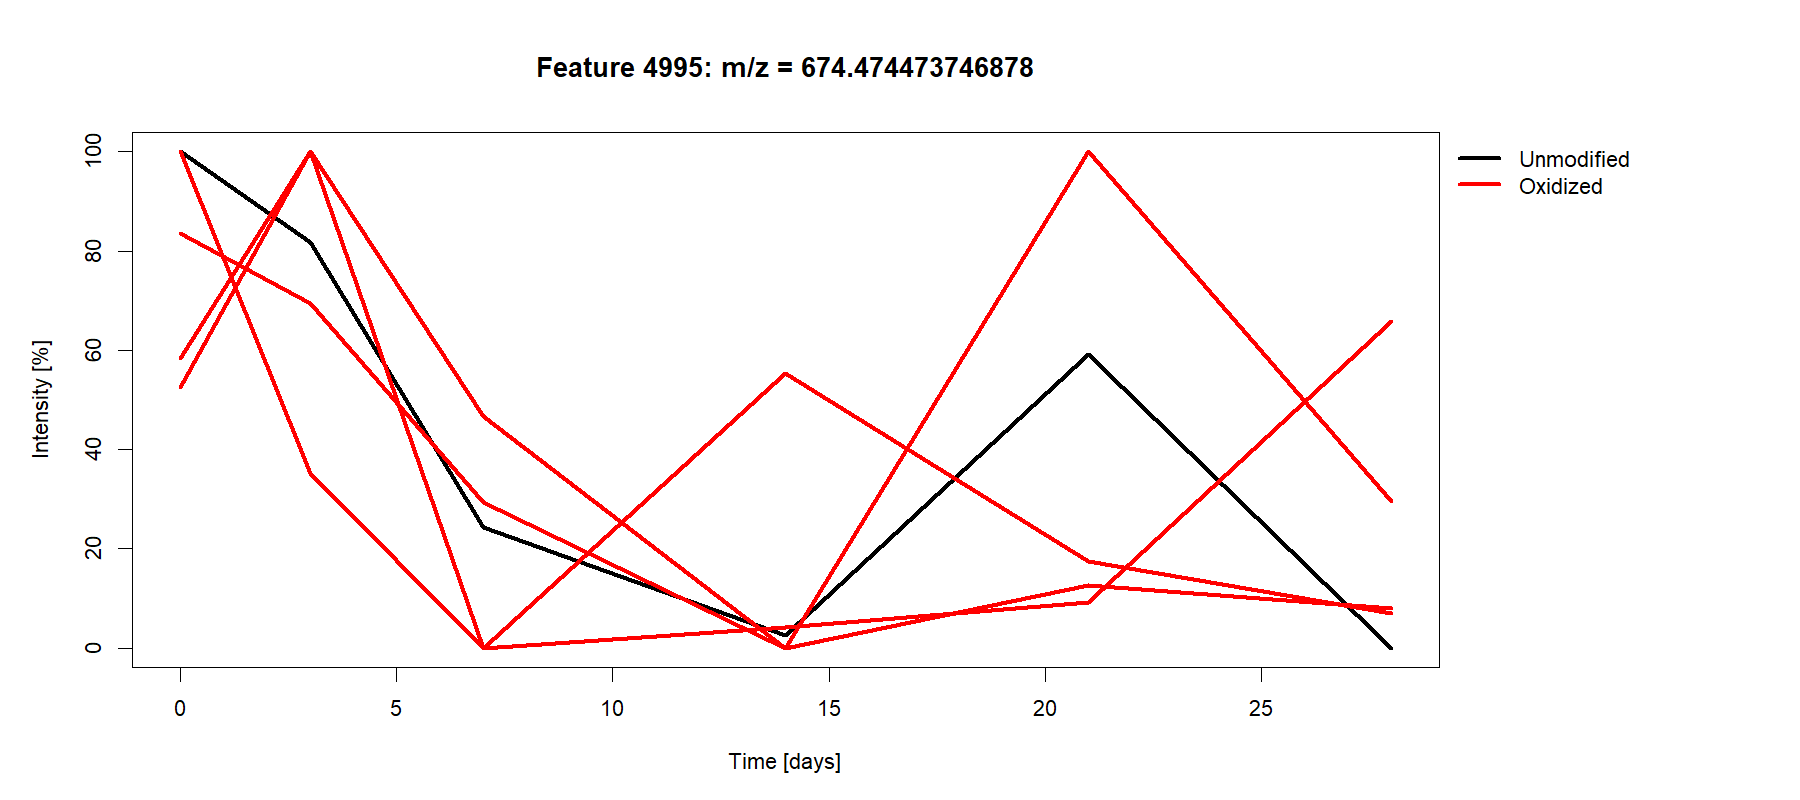 Feature 4995: m/z = 674.474473746878
Unmodified
Oxidized
Intensity [%]
100
80
60
40
20
0
0 5 10 15 20 25
Time [days]